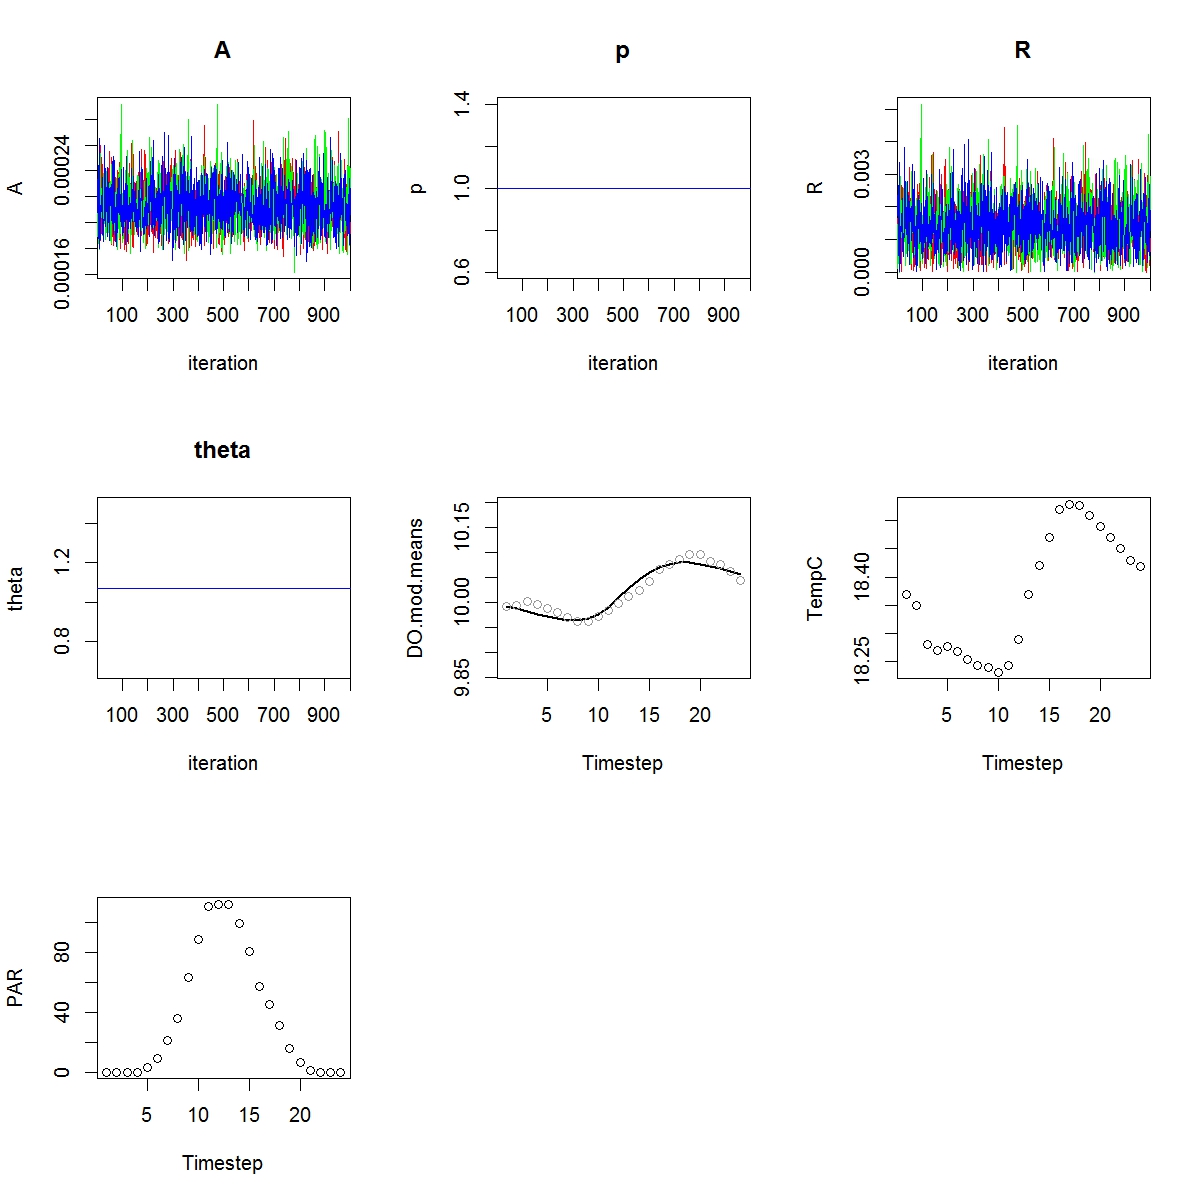 A
p
R
A
0.00016
0.00024
100 300 500 700 900
iteration
p
0.6 1.0 1.4
100 300 500 700 900
iteration
R
0.000 0.003
100 300 500 700 900
iteration
theta
theta
0.8 1.2
100 300 500 700 900
iteration
DO.mod.means
9.85 10.00 10.15
5 10 15 20
Timestep
TempC
18.25 18.40
5 10 15 20
Timestep
PAR
0 40 80
5 10 15 20
Timestep